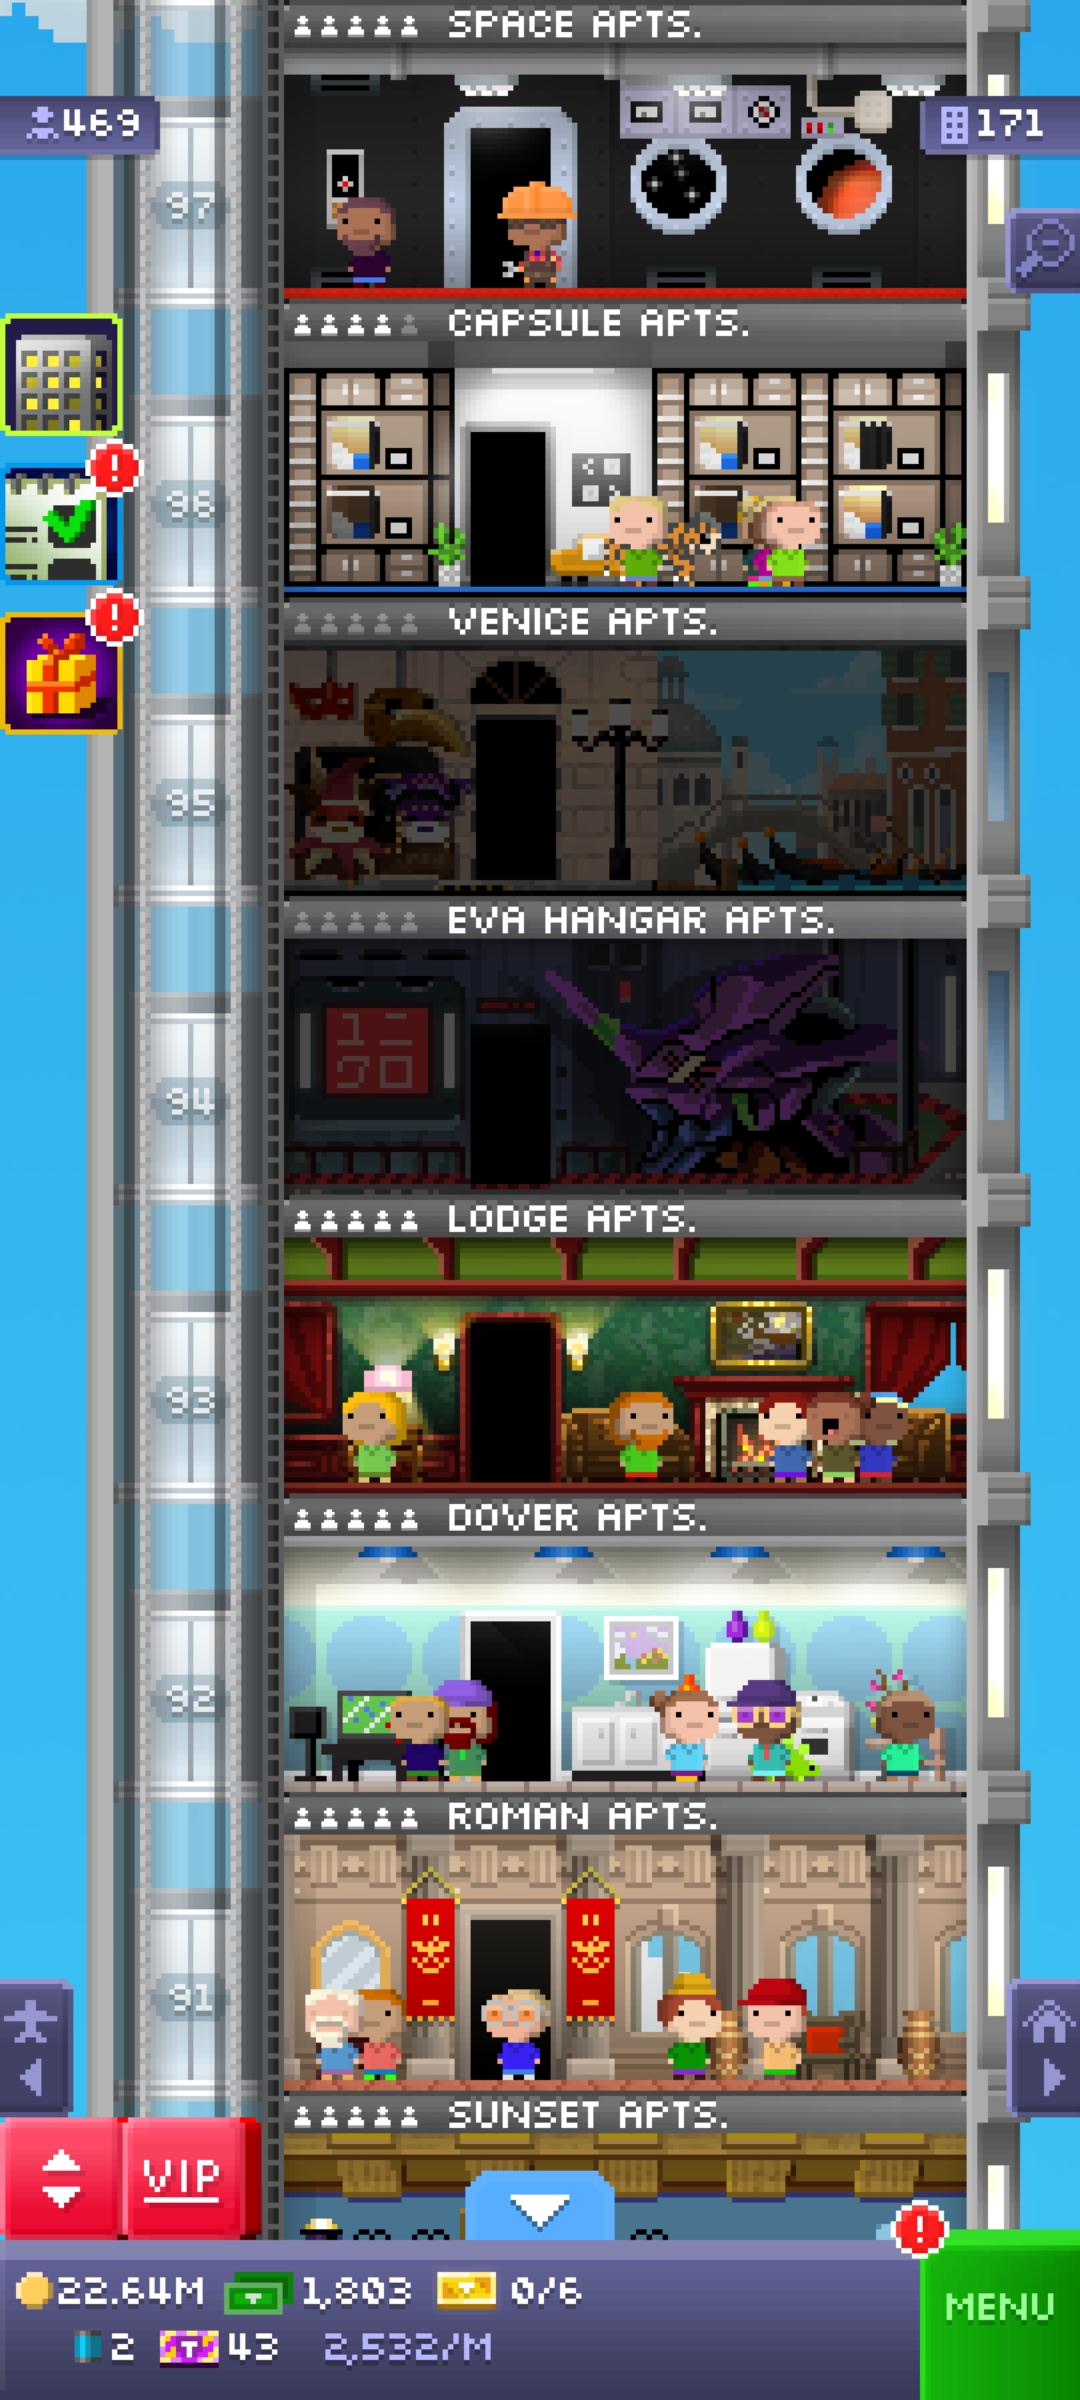 SPACE APTS.
469
171
97
CAPSULE APTS.
96
VENICE APTS.
95
EVA HANGAR APTS.
94
LODGE APTS.
93
DOVER APTS.
92
ROMAN APTS.
91
SUNSET APTS.
VIP
22.64M 1,803 0/6
MENU
2 T 43 2,532/M